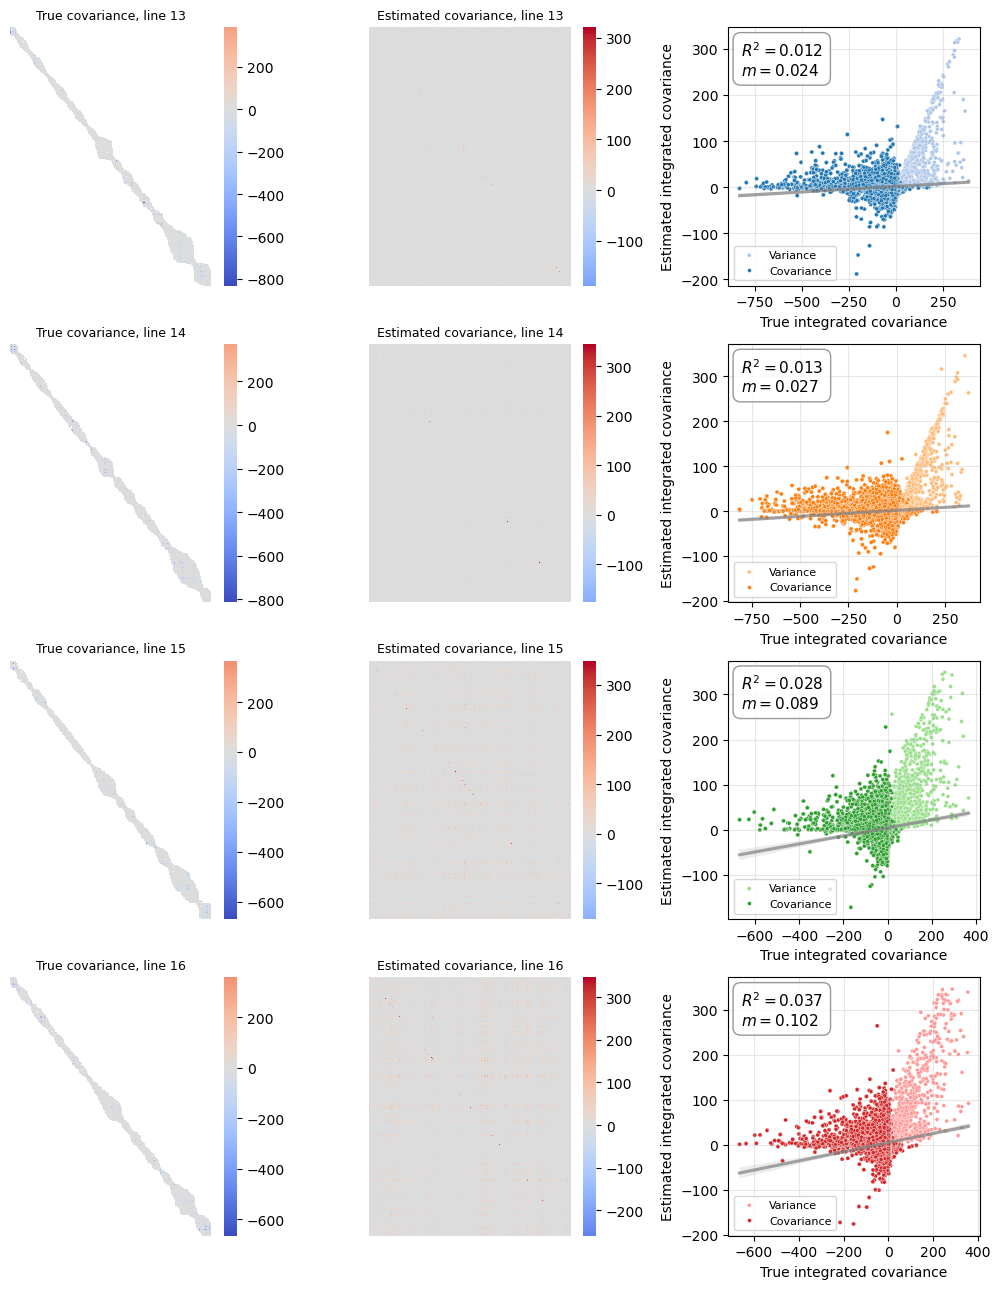 True covariance, line 13
Estimated covariance, line 13
200
0
−200
−400
−600
−800
300
200
100
0
−100
Estimated integrated covariance
300
200
100
0
−100
−200
R² = 0.012
m = 0.024
Variance
Covariance
−750
−500
−250
0
250
True integrated covariance
True covariance, line 14
Estimated covariance, line 14
200
0
−200
−400
−600
−800
300
200
100
0
−100
Estimated integrated covariance
300
200
100
0
−100
−200
R² = 0.013
m = 0.027
Variance
Covariance
−750
−500
−250
0
250
True integrated covariance
True covariance, line 15
Estimated covariance, line 15
200
0
−200
−400
−600
300
200
100
0
−100
Estimated integrated covariance
300
200
100
0
−100
R² = 0.028
m = 0.089
Variance
Covariance
−600
−400
−200
0
200
400
True integrated covariance
True covariance, line 16
Estimated covariance, line 16
200
0
−200
−400
−600
300
200
100
0
−100
−200
Estimated integrated covariance
300
200
100
0
−100
−200
R² = 0.037
m = 0.102
Variance
Covariance
−600
−400
−200
0
200
400
True integrated covariance